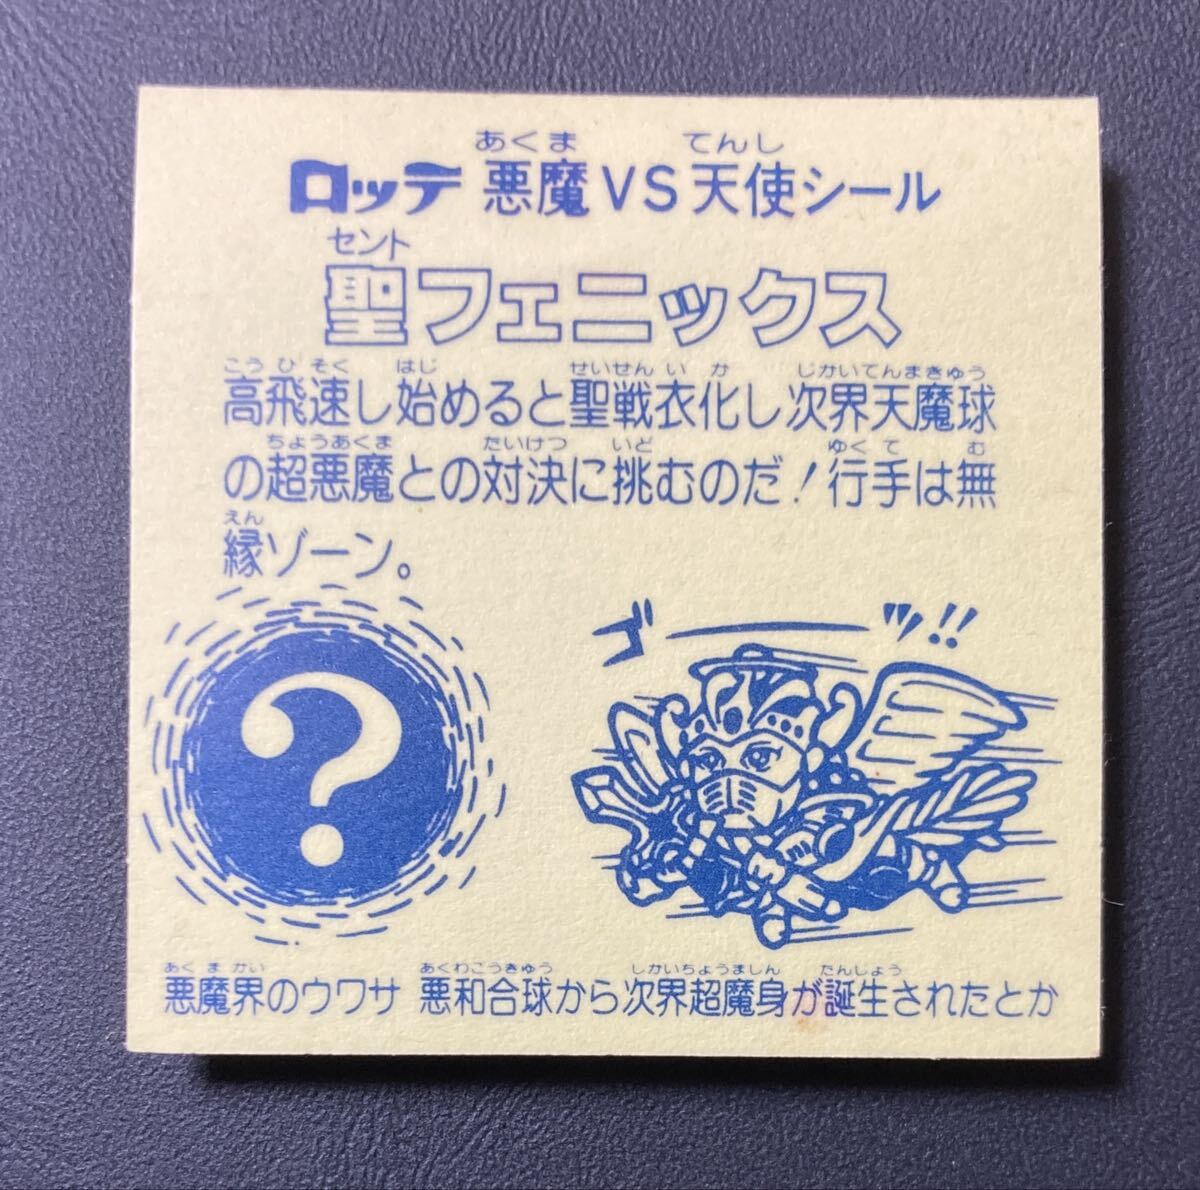 あくま てんし
ロッテ 悪魔VS天使シール
セント
聖フェニックス
こう ひ そく はじ せいせん い か じかいてんまきゅう
高飛速し始めると聖戦衣化し次界天魔球
ちょうあくま たいけつ いど ゆく て む
の超悪魔との対決に挑むのだ!行手は無
えん
縁ゾーン。
?
ゴーッ!!
あく ま かい あくわごうきゅう じかいちょうましん たんじょう
悪魔界のウワサ 悪和合球から次界超魔身が誕生されたとか